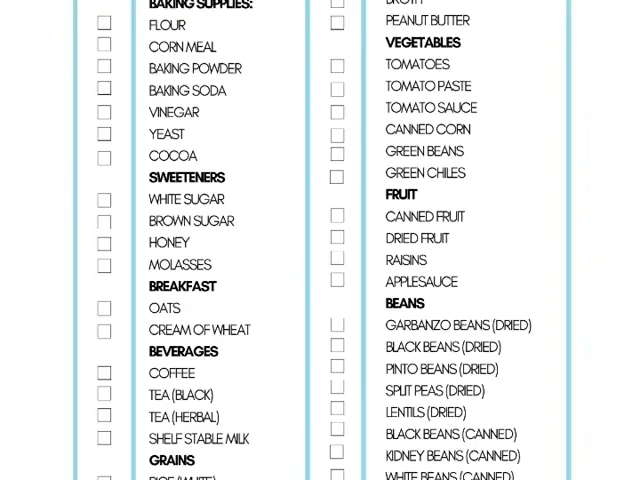 BAKING SUPPLIES:
FLOUR
CORN MEAL
BAKING POWDER
BAKING SODA
VINEGAR
YEAST
COCOA
SWEETENERS
WHITE SUGAR
BROWN SUGAR
HONEY
MOLASSES
BREAKFAST
OATS
CREAM OF WHEAT
BEVERAGES
COFFEE
TEA (BLACK)
TEA (HERBAL)
SHELF STABLE MILK
GRAINS
RICE (WHITE)
BROTH
PEANUT BUTTER
VEGETABLES
TOMATOES
TOMATO PASTE
TOMATO SAUCE
CANNED CORN
GREEN BEANS
GREEN CHILES
FRUIT
CANNED FRUIT
DRIED FRUIT
RAISINS
APPLESAUCE
BEANS
GARBANZO BEANS (DRIED)
BLACK BEANS (DRIED)
PINTO BEANS (DRIED)
SPLIT PEAS (DRIED)
LENTILS (DRIED)
BLACK BEANS (CANNED)
KIDNEY BEANS (CANNED)
WHITE BEANS (CANNED)